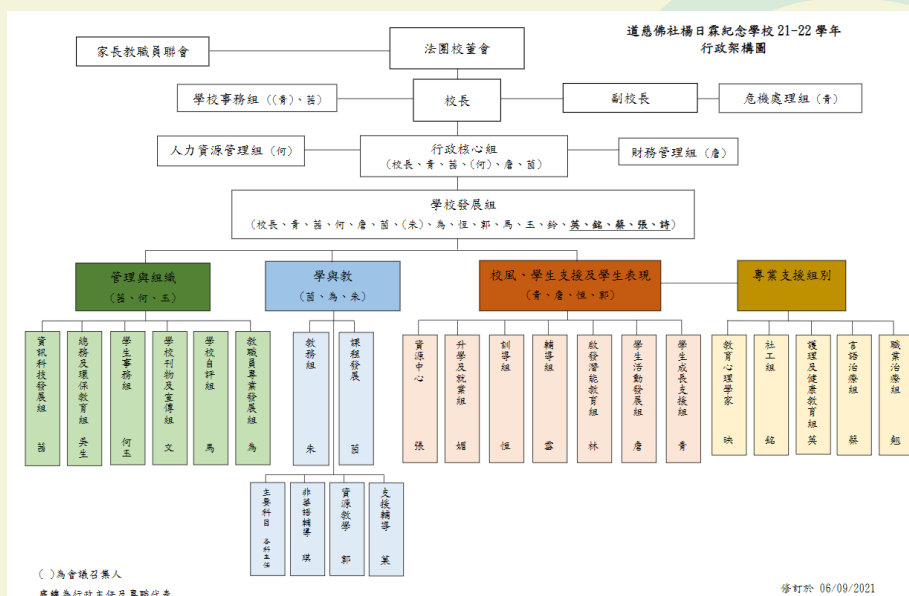 道慈佛社楊日霖紀念學校 21-22 學年
行政架構圖
家長教職員聯會
法團校董會
學校事務組 ((青)、茜)
校長
副校長
危機處理組 (青)
人力資源管理組 (何)
行政核心組
(校長、青、茜、(何)、唐、茵)
財務管理組 (唐)
學校發展組
(校長、青、茜、何、唐、茵、(朱)、為、恒、郭、馬、玉、鈴、英、銘、蔡、張、詩)
管理與組織
(茜、何、玉)
學與教
(茵、為、朱)
校風、學生支援及學生表現
(青、唐、恒、郭)
專業支援組別
資訊科技發展組 茜
總務及環保教育組 吳生
學生事務組 何玉
學校刊物及宣傳組 文
學校自評組 馬
教職員專業發展組 為
教務組 朱
課程發展 茵
資源中心 張
升學及就業組 媚
訓導組 恒
輔導組 雲
啟發潛能教育組 林
學生活動發展組 唐
學生成長支援組 青
教育心理學家 映
社工組 銘
護理及健康教育組 英
言語治療組 蔡
職業治療組
主要科目 各科主任
非華語輔導 琪
資源教學 郭
支援輔導
( )為會議召集人
修訂於 06/09/2021